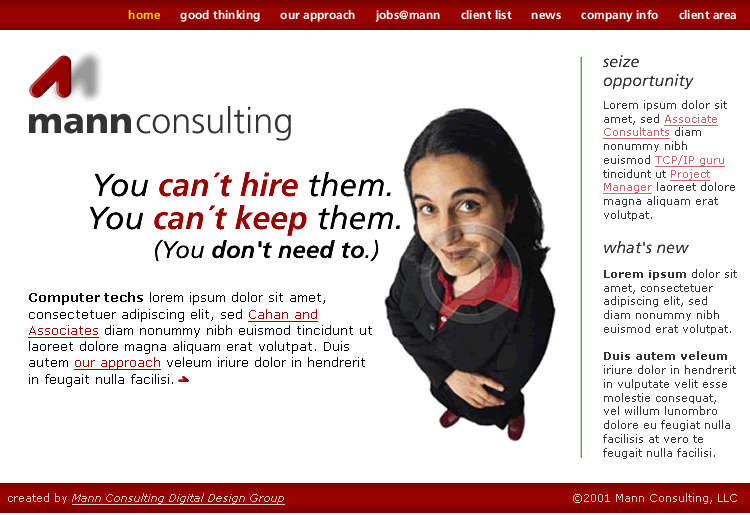 home good thinking our approach jobs@mann client list news company info client area
mannconsulting
You can´t hire them.
You can´t keep them.
(You don't need to.)
Computer techs lorem ipsum dolor sit amet,
consectetuer adipiscing elit, sed Cahan and
Associates diam nonummy nibh euismod tincidunt ut
laoreet dolore magna aliquam erat volutpat. Duis
autem our approach veleum iriure dolor in hendrerit
in feugait nulla facilisi.
seize
opportunity
Lorem ipsum dolor sit
amet, sed Associate
Consultants diam
nonummy nibh
euismod TCP/IP guru
tincidunt ut Project
Manager laoreet dolore
magna aliquam erat
volutpat.
what's new
Lorem ipsum dolor sit
amet, consectetuer
adipiscing elit, sed
diam nonummy nibh
euismod erat volutpat.
Duis autem veleum
iriure dolor in hendrerit
in vulputate velit esse
molestie consequat,
vel willum lunombro
dolore eu feugiat nulla
facilisis at vero te
feugait nulla facilisi.
created by Mann Consulting Digital Design Group
©2001 Mann Consulting, LLC